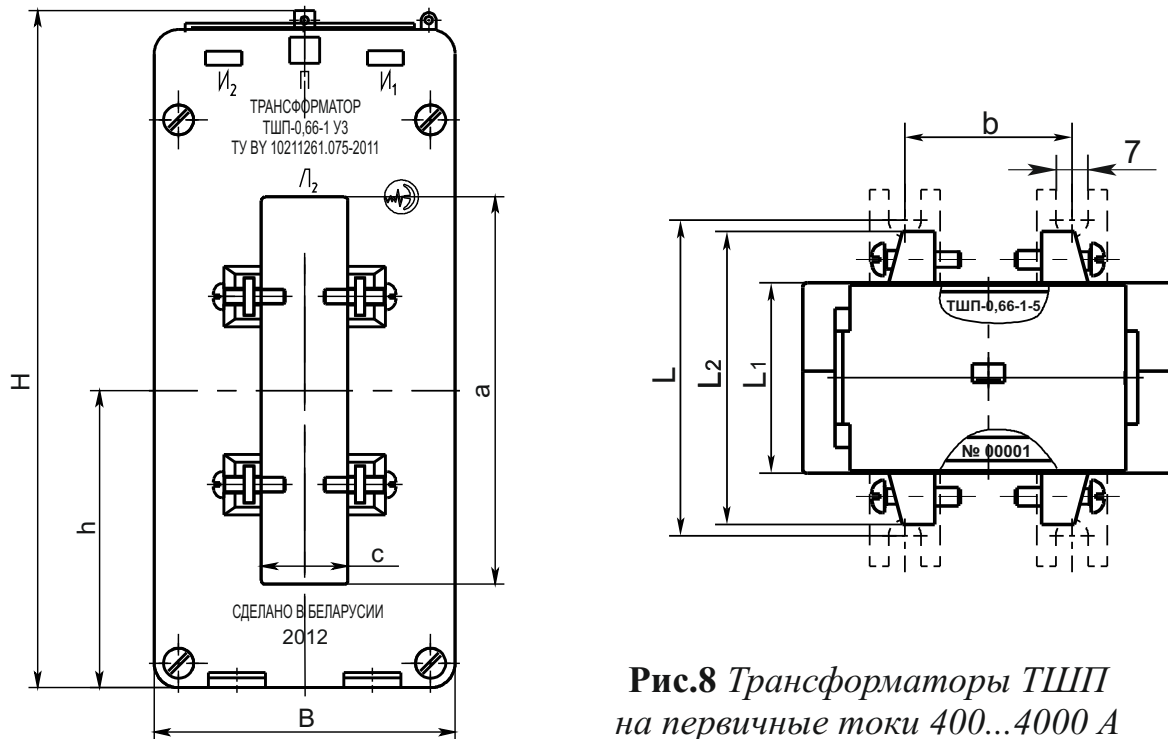 И₂ П И₁
ТРАНСФОРМАТОР
ТШП-0,66-1 У3
ТУ BY 10211261.075-2011
Л₂
H
h
a
c
СДЕЛАНО В БЕЛАРУСИИ
2012
B
b
7
L
L2
L1
ТШП-0,66-1-5
№ 00001
Рис.8 Трансформаторы ТШП
на первичные токи 400...4000 А